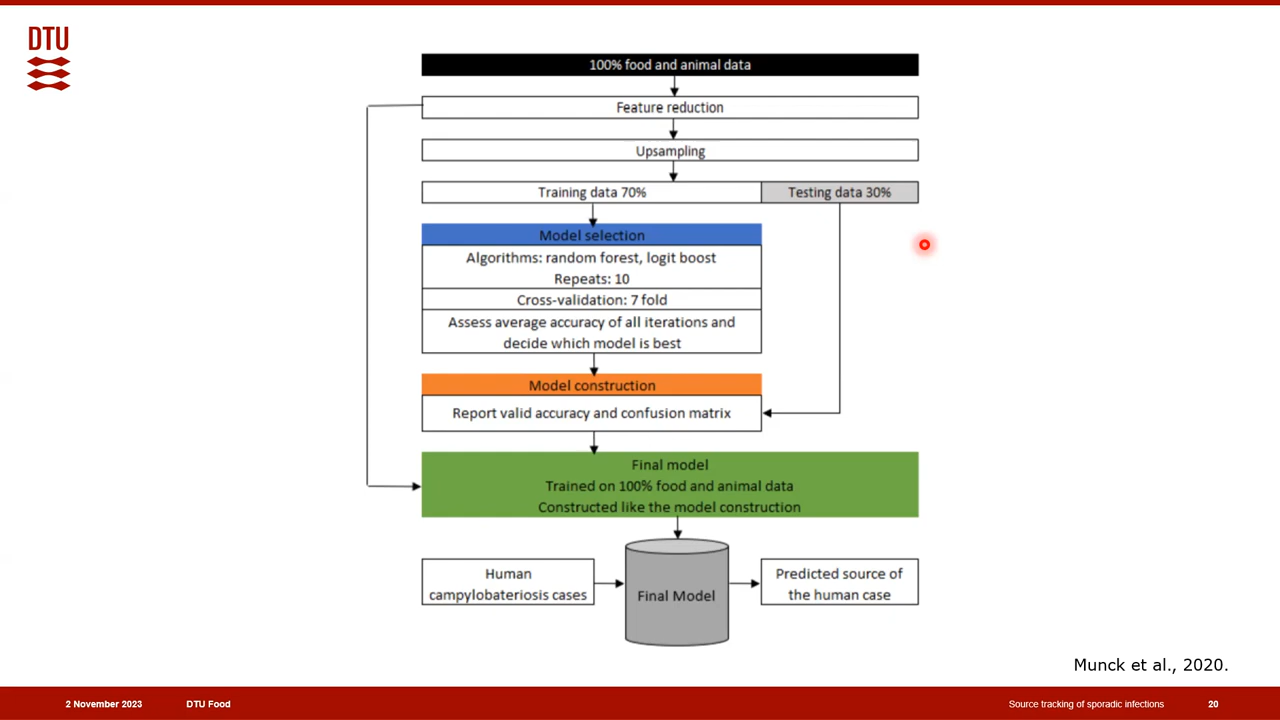 DTU
100% food and animal data
Feature reduction
Upsampling
Training data 70%
Testing data 30%
Model selection
Algorithms: random forest, logit boost
Repeats: 10
Cross-validation: 7 fold
Assess average accuracy of all iterations and
decide which model is best
Model construction
Report valid accuracy and confusion matrix
Final model
Trained on 100% food and animal data
Constructed like the model construction
Human
campylobateriosis cases
Final Model
Predicted source of
the human case
Munck et al., 2020.
2 November 2023
DTU Food
Source tracking of sporadic infections
20